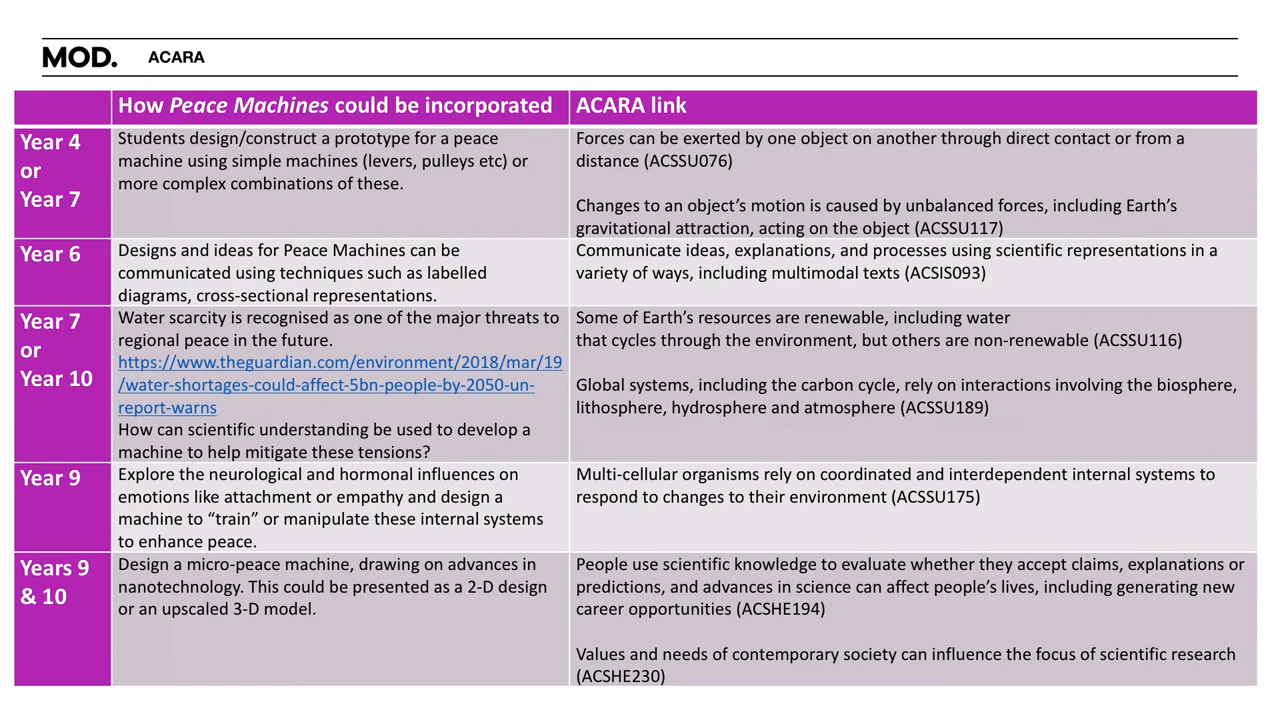 MOD. ACARA
How Peace Machines could be incorporated
ACARA link
Year 4
or
Year 7
Students design/construct a prototype for a peace
machine using simple machines (levers, pulleys etc) or
more complex combinations of these.
Forces can be exerted by one object on another through direct contact or from a
distance (ACSSU076)
Changes to an object’s motion is caused by unbalanced forces, including Earth’s
gravitational attraction, acting on the object (ACSSU117)
Year 6
Designs and ideas for Peace Machines can be
communicated using techniques such as labelled
diagrams, cross-sectional representations.
Communicate ideas, explanations, and processes using scientific representations in a
variety of ways, including multimodal texts (ACSIS093)
Year 7
or
Year 10
Water scarcity is recognised as one of the major threats to
regional peace in the future.
https://www.theguardian.com/environment/2018/mar/19
/water-shortages-could-affect-5bn-people-by-2050-un-
report-warns
How can scientific understanding be used to develop a
machine to help mitigate these tensions?
Some of Earth’s resources are renewable, including water
that cycles through the environment, but others are non-renewable (ACSSU116)
Global systems, including the carbon cycle, rely on interactions involving the biosphere,
lithosphere, hydrosphere and atmosphere (ACSSU189)
Year 9
Explore the neurological and hormonal influences on
emotions like attachment or empathy and design a
machine to “train” or manipulate these internal systems
to enhance peace.
Multi-cellular organisms rely on coordinated and interdependent internal systems to
respond to changes to their environment (ACSSU175)
Years 9
& 10
Design a micro-peace machine, drawing on advances in
nanotechnology. This could be presented as a 2-D design
or an upscaled 3-D model.
People use scientific knowledge to evaluate whether they accept claims, explanations or
predictions, and advances in science can affect people’s lives, including generating new
career opportunities (ACSHE194)
Values and needs of contemporary society can influence the focus of scientific research
(ACSHE230)